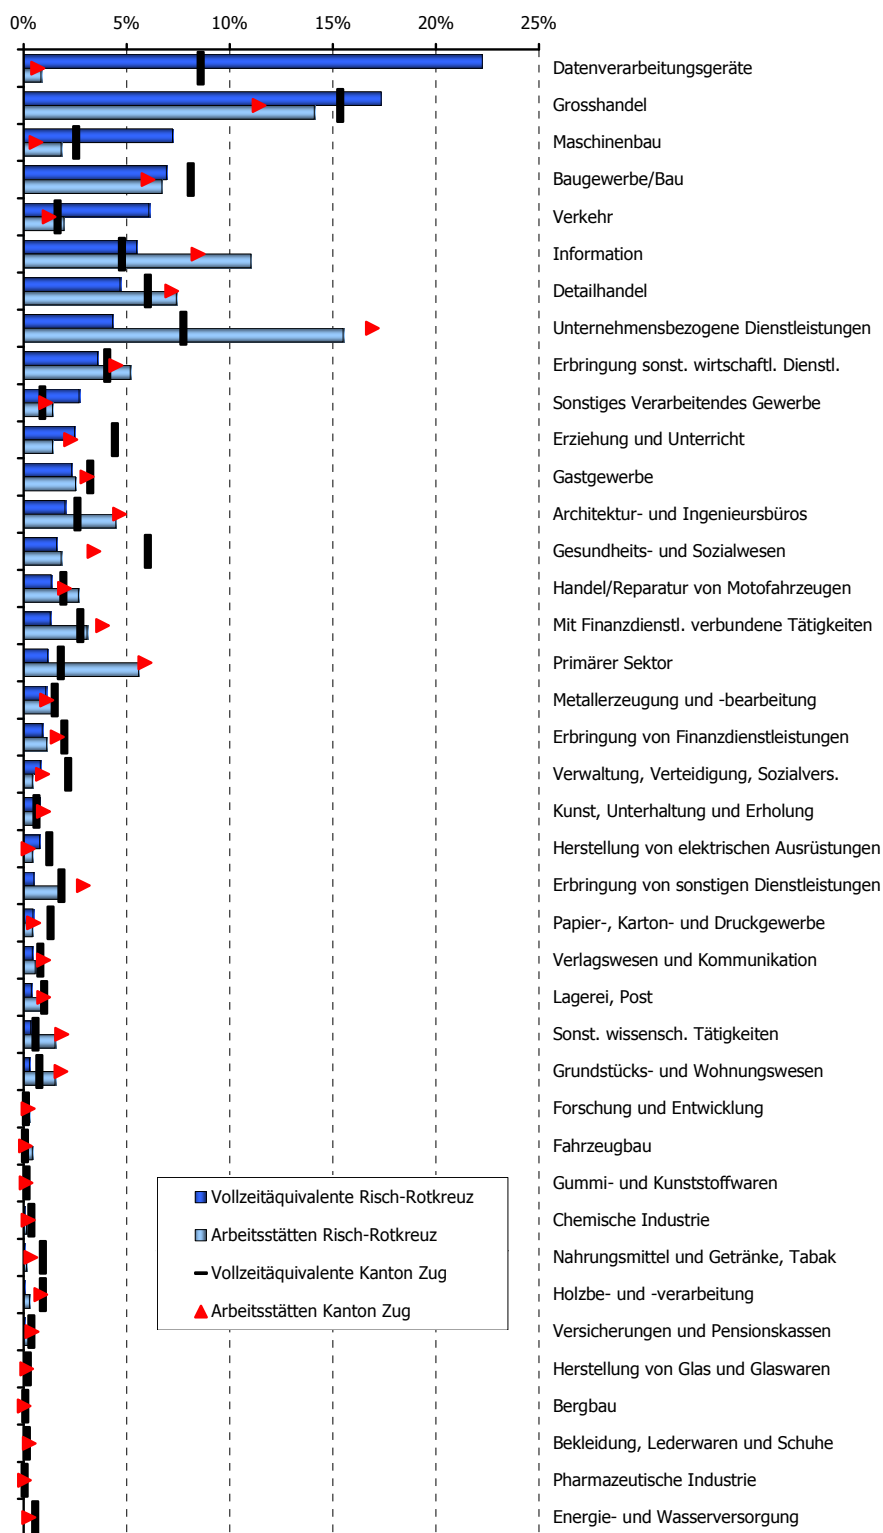 0% 5% 10% 15% 20% 25%
Datenverarbeitungsgeräte
Grosshandel
Maschinenbau
Baugewerbe/Bau
Verkehr
Information
Detailhandel
Unternehmensbezogene Dienstleistungen
Erbringung sonst. wirtschaftl. Dienstl.
Sonstiges Verarbeitendes Gewerbe
Erziehung und Unterricht
Gastgewerbe
Architektur- und Ingenieursbüros
Gesundheits- und Sozialwesen
Handel/Reparatur von Motofahrzeugen
Mit Finanzdienstl. verbundene Tätigkeiten
Primärer Sektor
Metallerzeugung und -bearbeitung
Erbringung von Finanzdienstleistungen
Verwaltung, Verteidigung, Sozialvers.
Kunst, Unterhaltung und Erholung
Herstellung von elektrischen Ausrüstungen
Erbringung von sonstigen Dienstleistungen
Papier-, Karton- und Druckgewerbe
Verlagswesen und Kommunikation
Lagerei, Post
Sonst. wissensch. Tätigkeiten
Grundstücks- und Wohnungswesen
Forschung und Entwicklung
Fahrzeugbau
Gummi- und Kunststoffwaren
Chemische Industrie
Nahrungsmittel und Getränke, Tabak
Holzbe- und -verarbeitung
Versicherungen und Pensionskassen
Herstellung von Glas und Glaswaren
Bergbau
Bekleidung, Lederwaren und Schuhe
Pharmazeutische Industrie
Energie- und Wasserversorgung
Vollzeitäquivalente Risch-Rotkreuz
Arbeitsstätten Risch-Rotkreuz
Vollzeitäquivalente Kanton Zug
Arbeitsstätten Kanton Zug